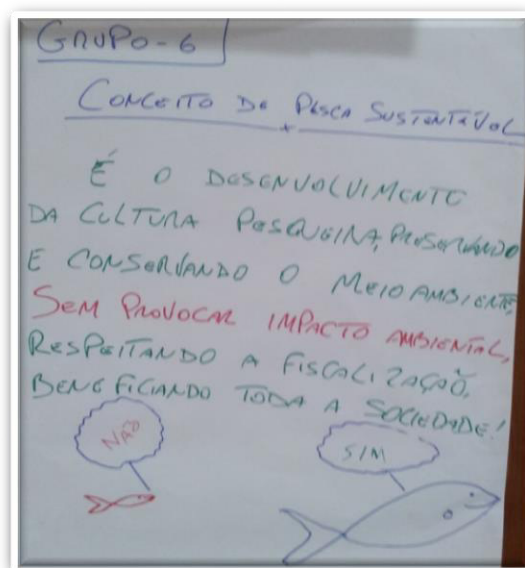 GRUPO-6
CONCEITO DE PESCA SUSTENTÁVEL
É O DESENVOLVIMENTO
DA CULTURA PESQUEIRA, PRESERVANDO
E CONSERVANDO O MEIO AMBIENTE,
SEM PROVOCAR IMPACTO AMBIENTAL,
RESPEITANDO A FISCALIZAÇÃO,
BENEFICIANDO TODA A SOCIEDADE!
NÃO
SIM